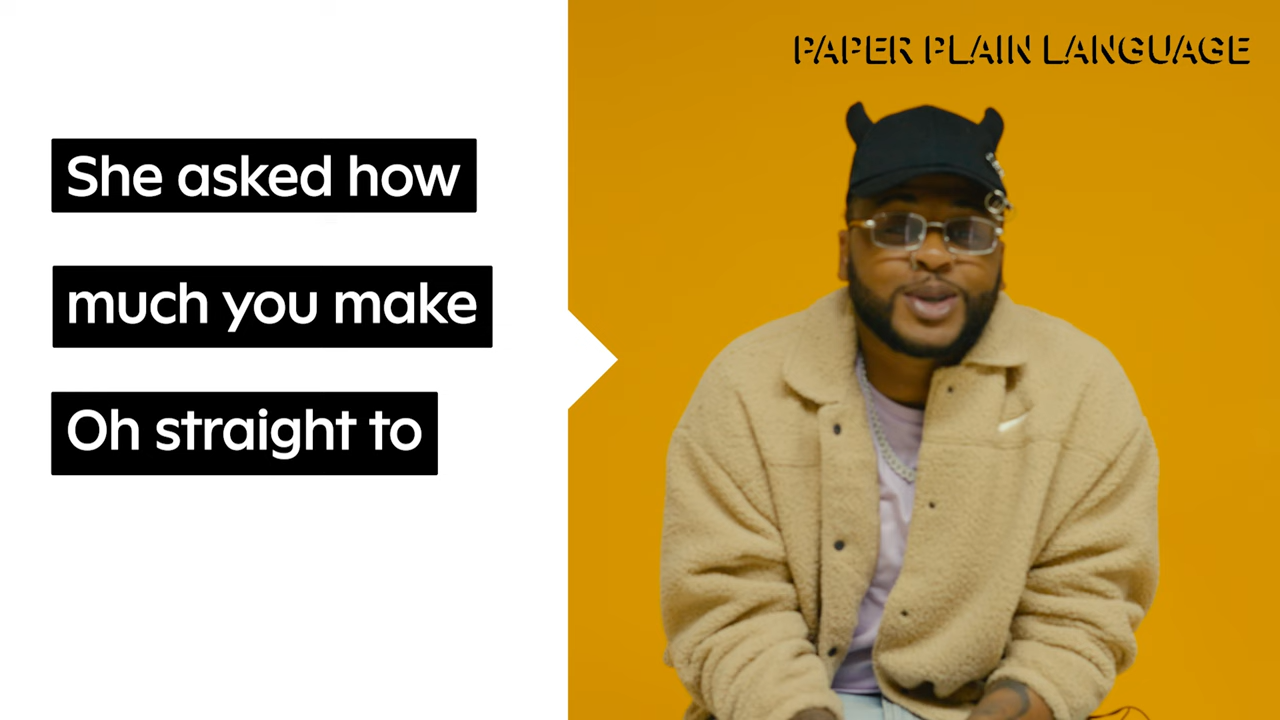 PAPER PLAIN LANGUAGE
She asked how
much you make
Oh straight to